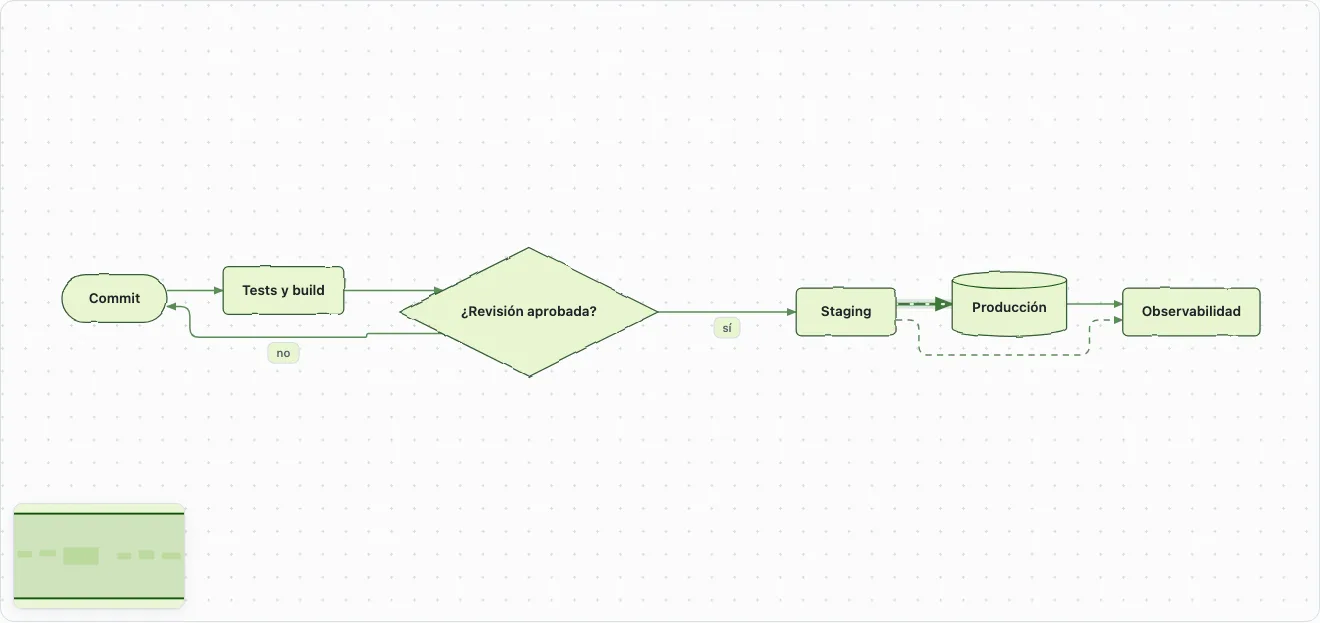 Commit
Tests y build
¿Revisión aprobada?
no
sí
Staging
Producción
Observabilidad